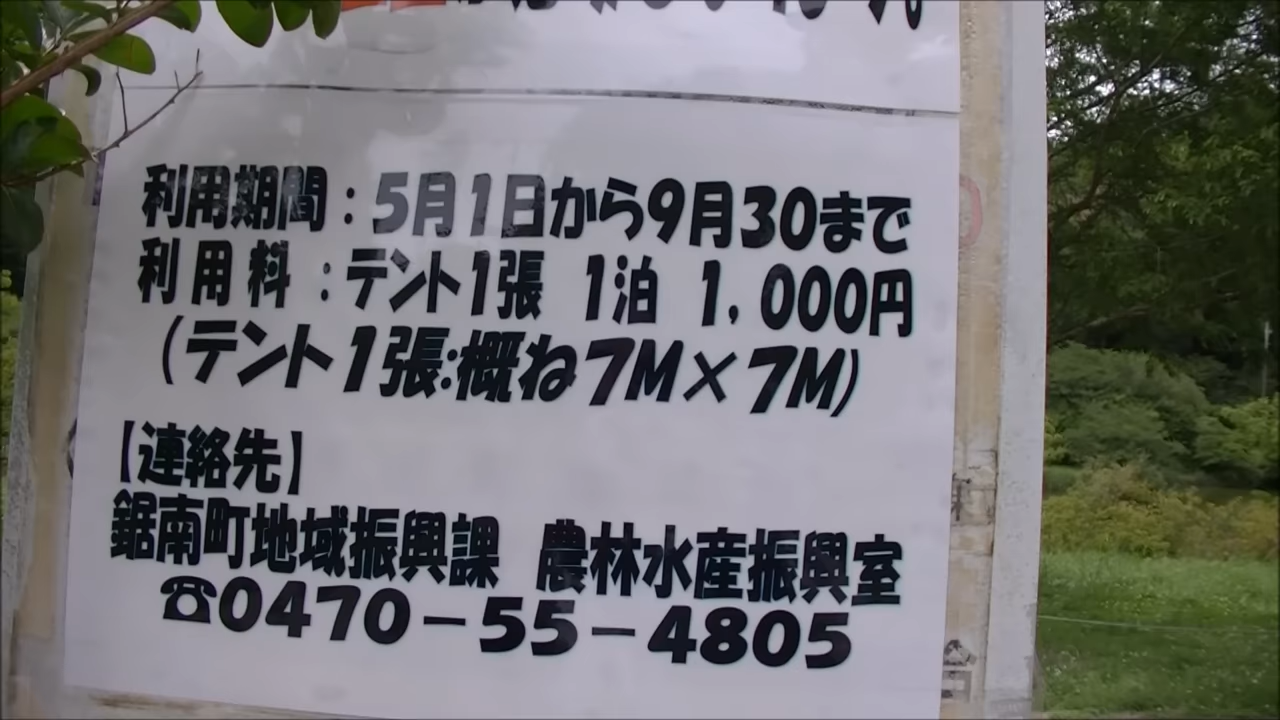 利用期間：5月1日から9月30まで
利用料：テント1張 1泊 1,000円
(テント1張:概ね7M×7M)
【連絡先】
鋸南町地域振興課 農林水産振興室
☎0470-55-4805